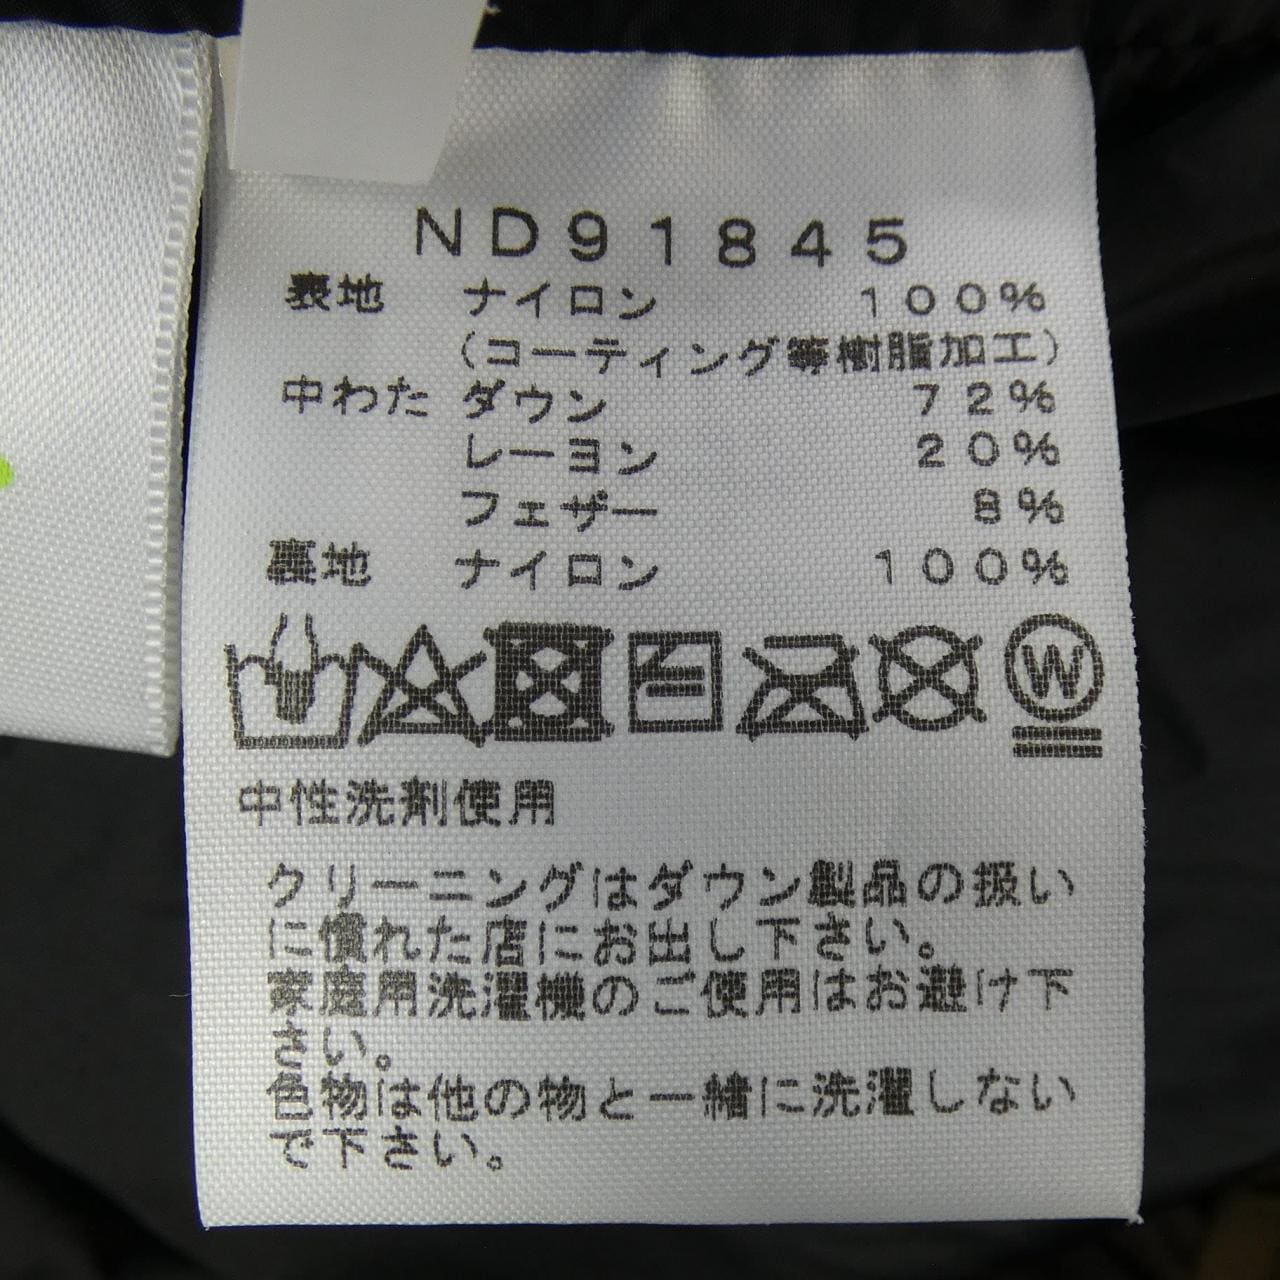 ND91845
表地 ナイロン 100%
(コーティング等樹脂加工)
中わた ダウン 72%
レーヨン 20%
フェザー 8%
裏地 ナイロン 100%
W
中性洗剤使用
クリーニングはダウン製品の扱い
に慣れた店にお出し下さい。
家庭用洗濯機のご使用はお避け下
さい。
色物は他の物と一緒に洗濯しない
で下さい。